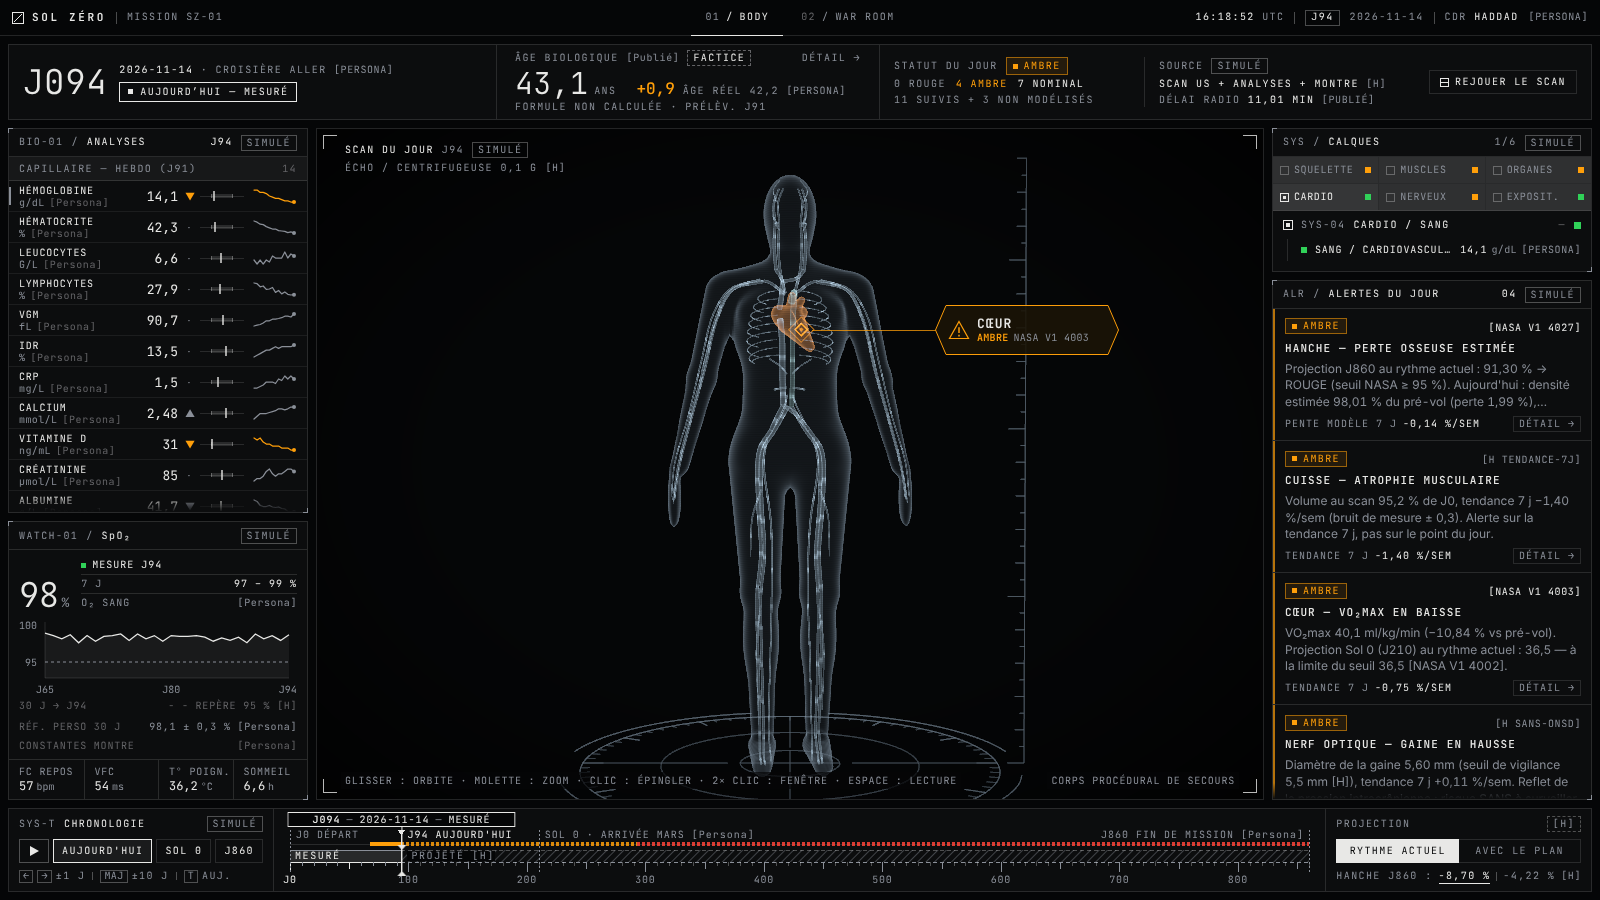 SOL ZÉRO | MISSION SZ-01
01 / BODY
02 / WAR ROOM
16:18:52 UTC | J94 2026-11-14 | CDR HADDAD [PERSONA]
J094
2026-11-14 · CROISIÈRE ALLER [PERSONA]
AUJOURD'HUI — MESURÉ
ÂGE BIOLOGIQUE [Publié] FACTICE DÉTAIL →
43,1 ANS +0,9 ÂGE RÉEL 42,2 [PERSONA]
FORMULE NON CALCULÉE · PRÉLÈV. J91
STATUT DU JOUR AMBRE
0 ROUGE 4 AMBRE 7 NOMINAL
11 SUIVIS + 3 NON MODÉLISÉS
SOURCE SIMULÉ
SCAN US + ANALYSES + MONTRE [H]
DÉLAI RADIO 11,01 MIN [PUBLIÉ]
REJOUER LE SCAN
BIO-01 / ANALYSES J94 SIMULÉ
CAPILLAIRE — HEBDO (J91) 14
HÉMOGLOBINE 14,1
g/dL [Persona]
HÉMATOCRITE 42,3
% [Persona]
LEUCOCYTES 6,6
G/L [Persona]
LYMPHOCYTES 27,9
% [Persona]
VGM 90,7
fL [Persona]
IDR 13,5
% [Persona]
CRP 1,5
mg/L [Persona]
CALCIUM 2,48
mmol/L [Persona]
VITAMINE D 31
ng/mL [Persona]
CRÉATININE 85
µmol/L [Persona]
ALBUMINE 41,7
WATCH-01 / SpO₂ SIMULÉ
98 %
MESURE J94
7 J 97 – 99 %
O₂ SANG [Persona]
100
95
J65 J80 J94
30 J → J94 - - REPÈRE 95 % [H]
RÉF. PERSO 30 J 98,1 ± 0,3 % [Persona]
CONSTANTES MONTRE [Persona]
FC REPOS VFC T° POIGN. SOMMEIL
57 bpm 54 ms 36,2 °C 6,6 h
SCAN DU JOUR J94 SIMULÉ
ÉCHO / CENTRIFUGEUSE 0,1 G [H]
CŒUR
AMBRE NASA V1 4003
GLISSER : ORBITE · MOLETTE : ZOOM · CLIC : ÉPINGLER · 2× CLIC : FENÊTRE · ESPACE : LECTURE
CORPS PROCÉDURAL DE SECOURS
SYS / CALQUES 1/6 SIMULÉ
SQUELETTE MUSCLES ORGANES
CARDIO NERVEUX EXPOSIT.
SYS-04 CARDIO / SANG —
SANG / CARDIOVASCUL… 14,1 g/dL [PERSONA]
ALR / ALERTES DU JOUR 04 SIMULÉ
AMBRE [NASA V1 4027]
HANCHE — PERTE OSSEUSE ESTIMÉE
Projection J860 au rythme actuel : 91,30 % →
ROUGE (seuil NASA ≥ 95 %). Aujourd'hui : densité
estimée 98,01 % du pré-vol (perte 1,99 %),…
PENTE MODÈLE 7 J -0,14 %/SEM DÉTAIL →
AMBRE [H TENDANCE-7J]
CUISSE — ATROPHIE MUSCULAIRE
Volume au scan 95,2 % de J0, tendance 7 j −1,40
%/sem (bruit de mesure ± 0,3). Alerte sur la
tendance 7 j, pas sur le point du jour.
TENDANCE 7 J -1,40 %/SEM DÉTAIL →
AMBRE [NASA V1 4003]
CŒUR — VO₂MAX EN BAISSE
VO₂max 40,1 ml/kg/min (−10,84 % vs pré-vol).
Projection Sol 0 (J210) au rythme actuel : 36,5 — à
la limite du seuil 36,5 [NASA V1 4002].
TENDANCE 7 J -0,75 %/SEM DÉTAIL →
AMBRE [H SANS-ONSD]
NERF OPTIQUE — GAINE EN HAUSSE
Diamètre de la gaine 5,60 mm (seuil de vigilance
5,5 mm [H]), tendance 7 j +0,11 %/sem. Reflet de
SYS-T CHRONOLOGIE SIMULÉ
AUJOURD'HUI SOL 0 J860
← → ±1 J | MAJ ±10 J | T AUJ.
J094 — 2026-11-14 — MESURÉ
J0 DÉPART J94 AUJOURD'HUI SOL 0 · ARRIVÉE MARS [Persona] J860 FIN DE MISSION [Persona]
MESURÉ PROJETÉ [H]
J0 100 200 300 400 500 600 700 800
PROJECTION [H]
RYTHME ACTUEL AVEC LE PLAN
HANCHE J860 : -8,70 % | -4,22 % [H]